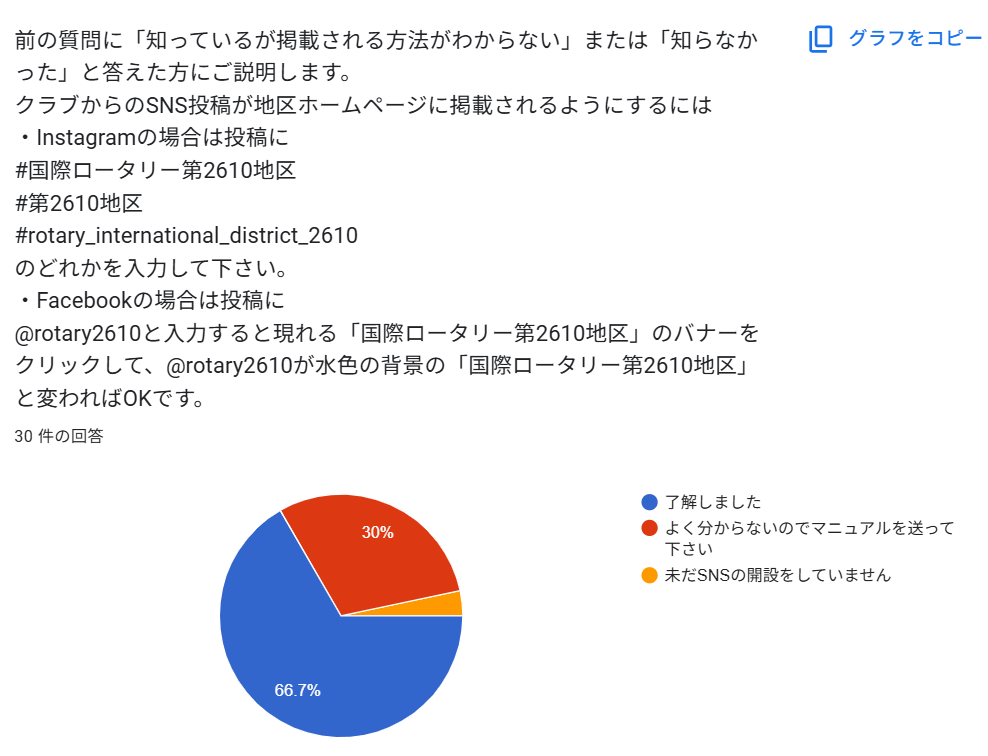 前の質問に「知っているが掲載される方法がわからない」または「知らなか
った」と答えた方にご説明します。
クラブからのSNS投稿が地区ホームページに掲載されるようにするには
・Instagramの場合は投稿に
#国際ロータリー第2610地区
#第2610地区
#rotary_international_district_2610
のどれかを入力して下さい。
・Facebookの場合は投稿に
@rotary2610と入力すると現れる「国際ロータリー第2610地区」のバナーを
クリックして、@rotary2610が水色の背景の「国際ロータリー第2610地区」
と変わればOKです。
グラフをコピー
30 件の回答
30%
66.7%
了解しました
よく分からないのでマニュアルを送って
下さい
未だSNSの開設をしていません